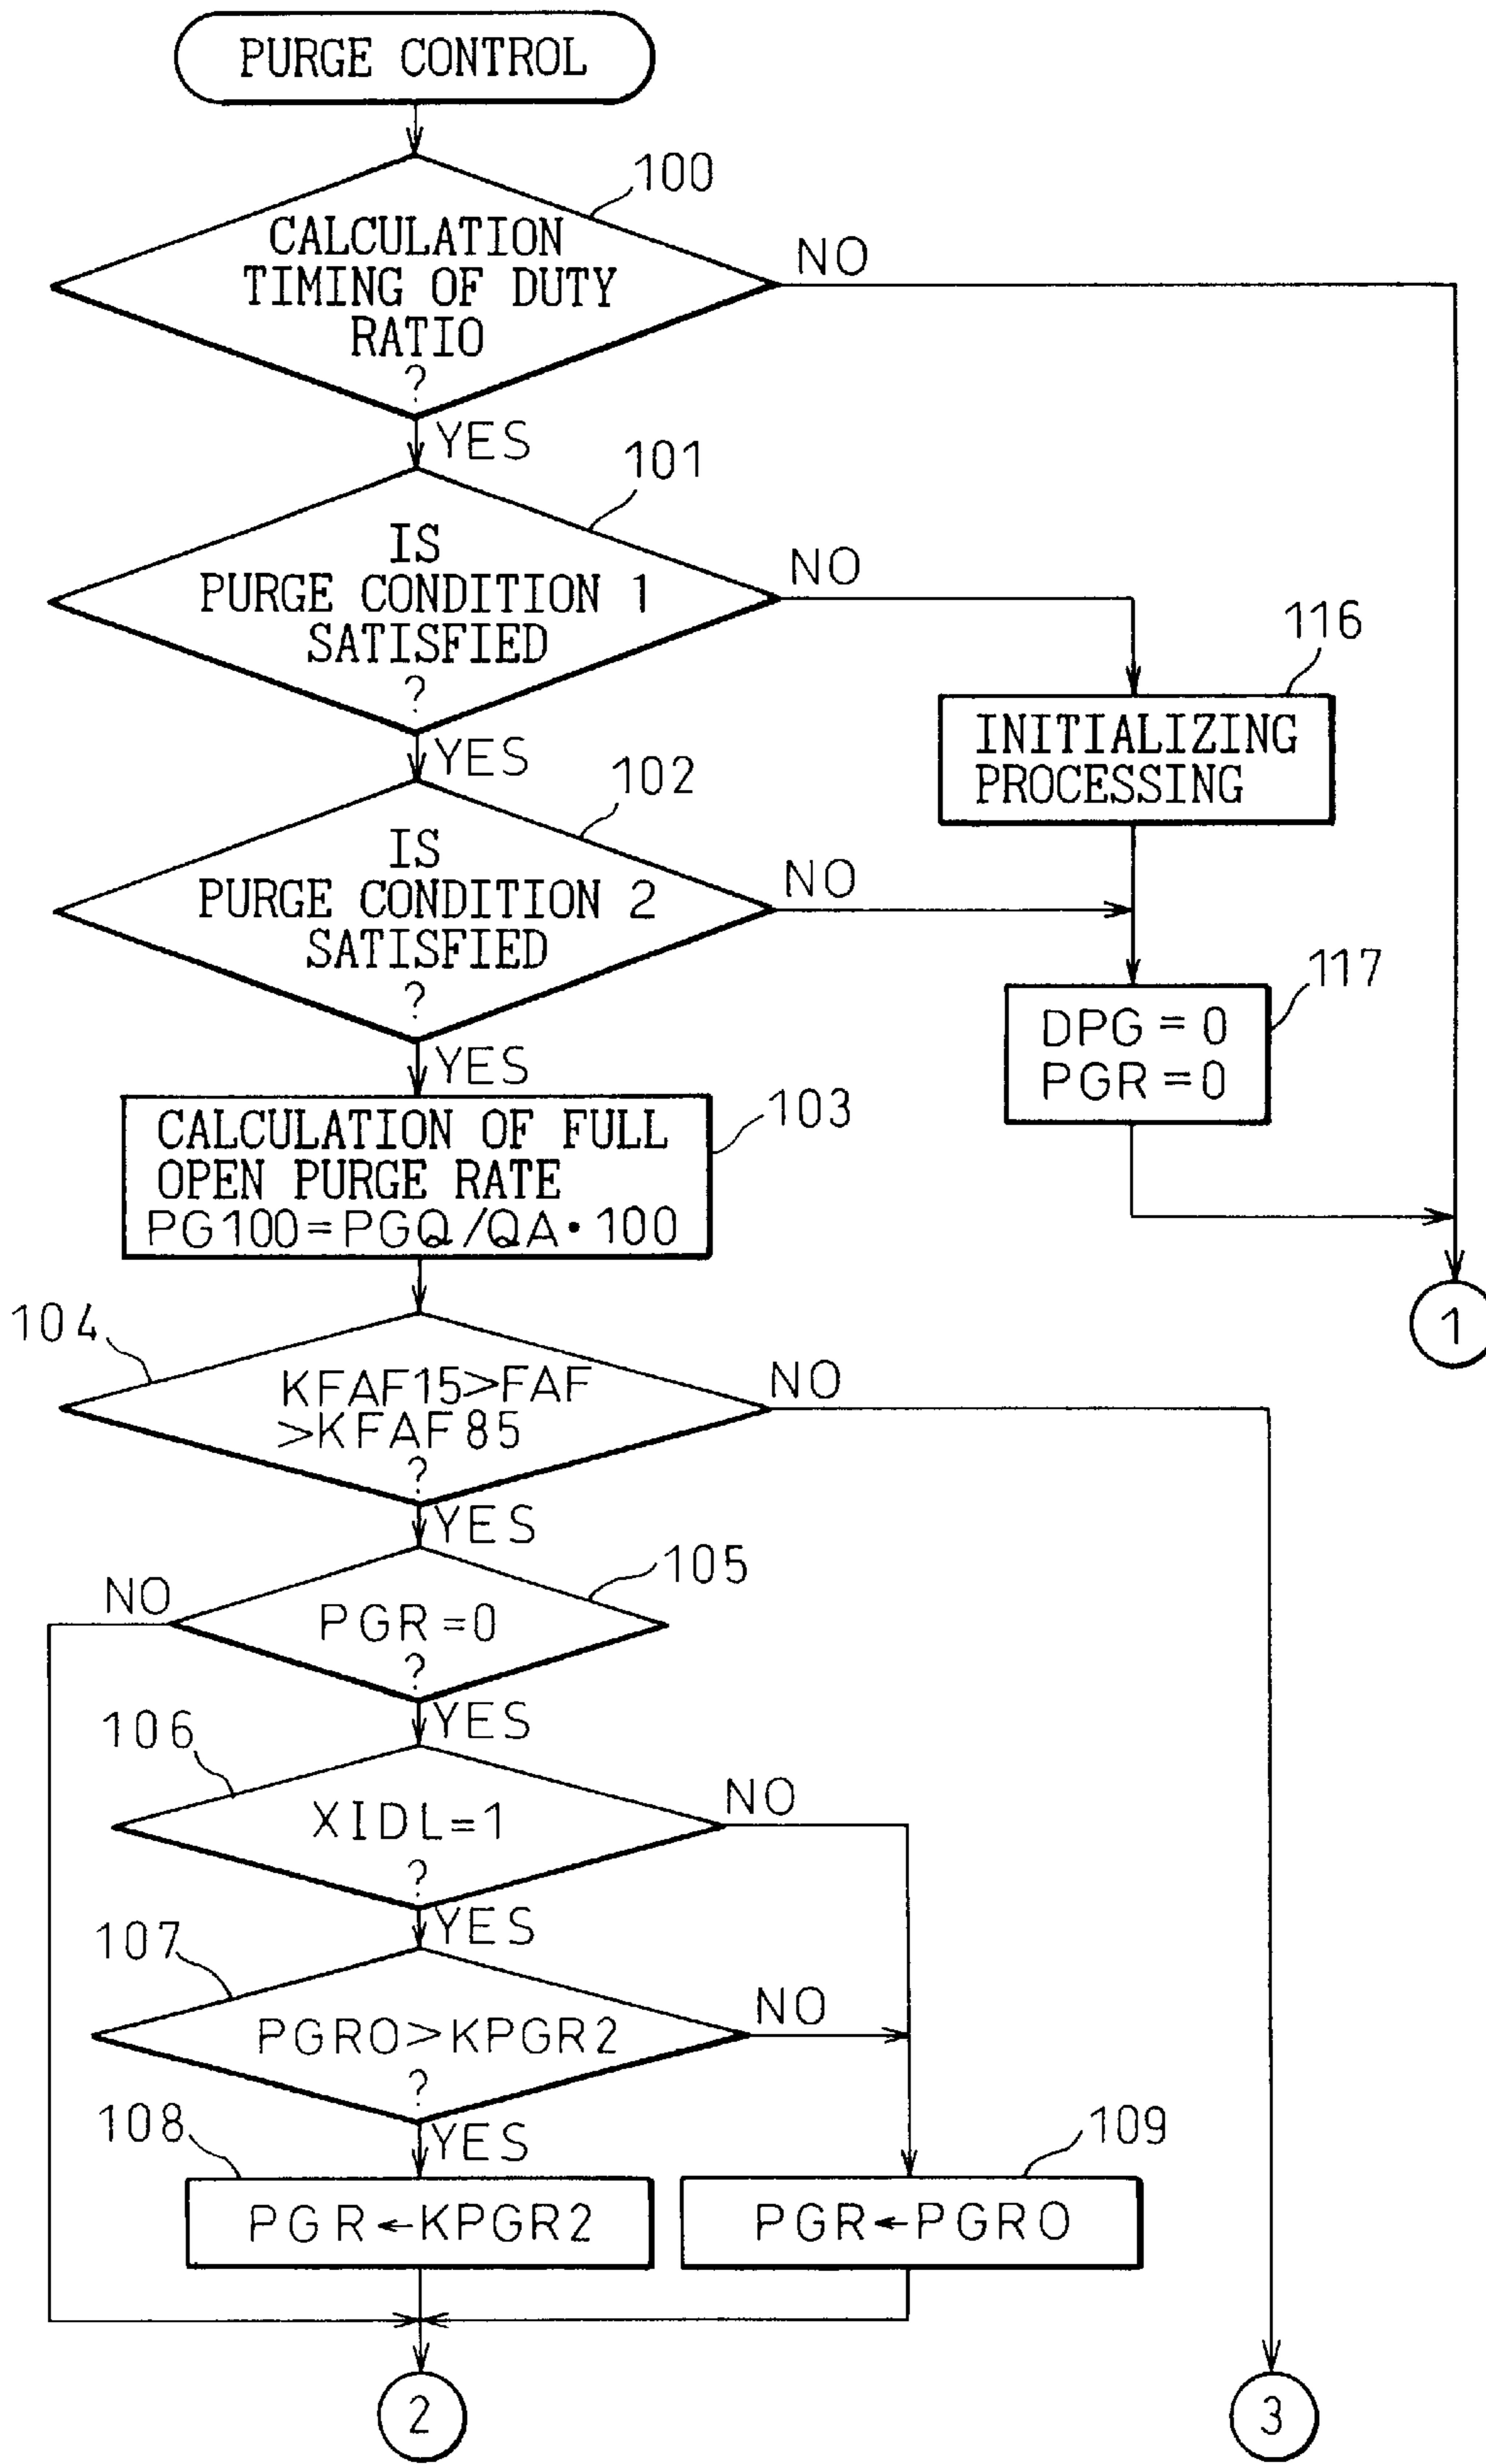 PURGE CONTROL
100
CALCULATION
TIMING OF DUTY
RATIO
?
NO
YES
101
IS
PURGE CONDITION 1
SATISFIED
?
NO
116
INITIALIZING
PROCESSING
YES
102
IS
PURGE CONDITION 2
SATISFIED
?
NO
117
DPG = 0
PGR = 0
YES
103
CALCULATION OF FULL
OPEN PURGE RATE
PG100 = PGQ / QA • 100
1
104
KFAF15>FAF
>KFAF85
?
NO
YES
105
NO
PGR = 0
?
YES
106
XIDL=1
?
NO
YES
107
PGRO>KPGR2
?
NO
YES
108
PGR←KPGR2
109
PGR←PGRO
2
3